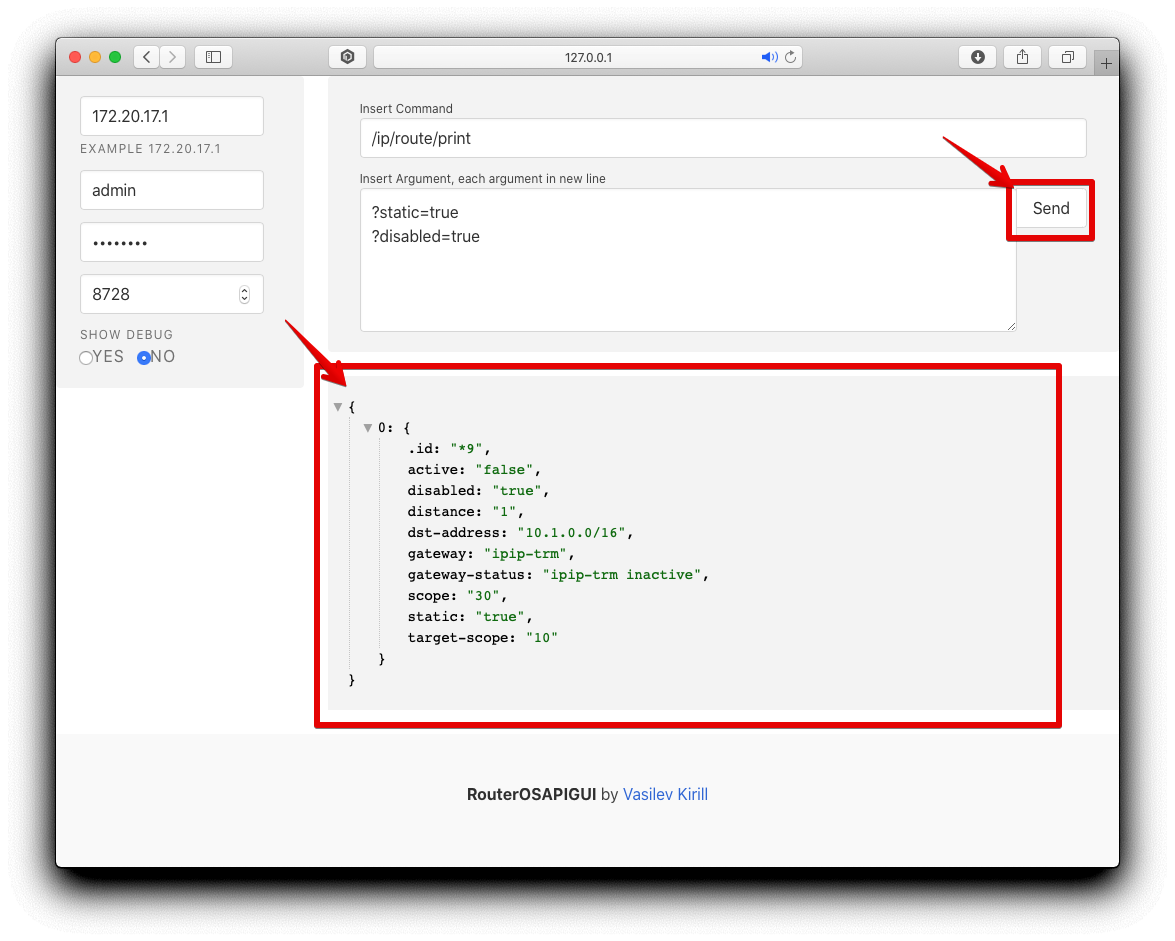 127.0.0.1
172.20.17.1
EXAMPLE 172.20.17.1
admin
••••••••
8728
SHOW DEBUG
YES NO
Insert Command
/ip/route/print
Insert Argument, each argument in new line
?static=true
?disabled=true
Send
{
0: {
.id: "*9",
active: "false",
disabled: "true",
distance: "1",
dst-address: "10.1.0.0/16",
gateway: "ipip-trm",
gateway-status: "ipip-trm inactive",
scope: "30",
static: "true",
target-scope: "10"
}
}
RouterOSAPIGUI by Vasilev Kirill